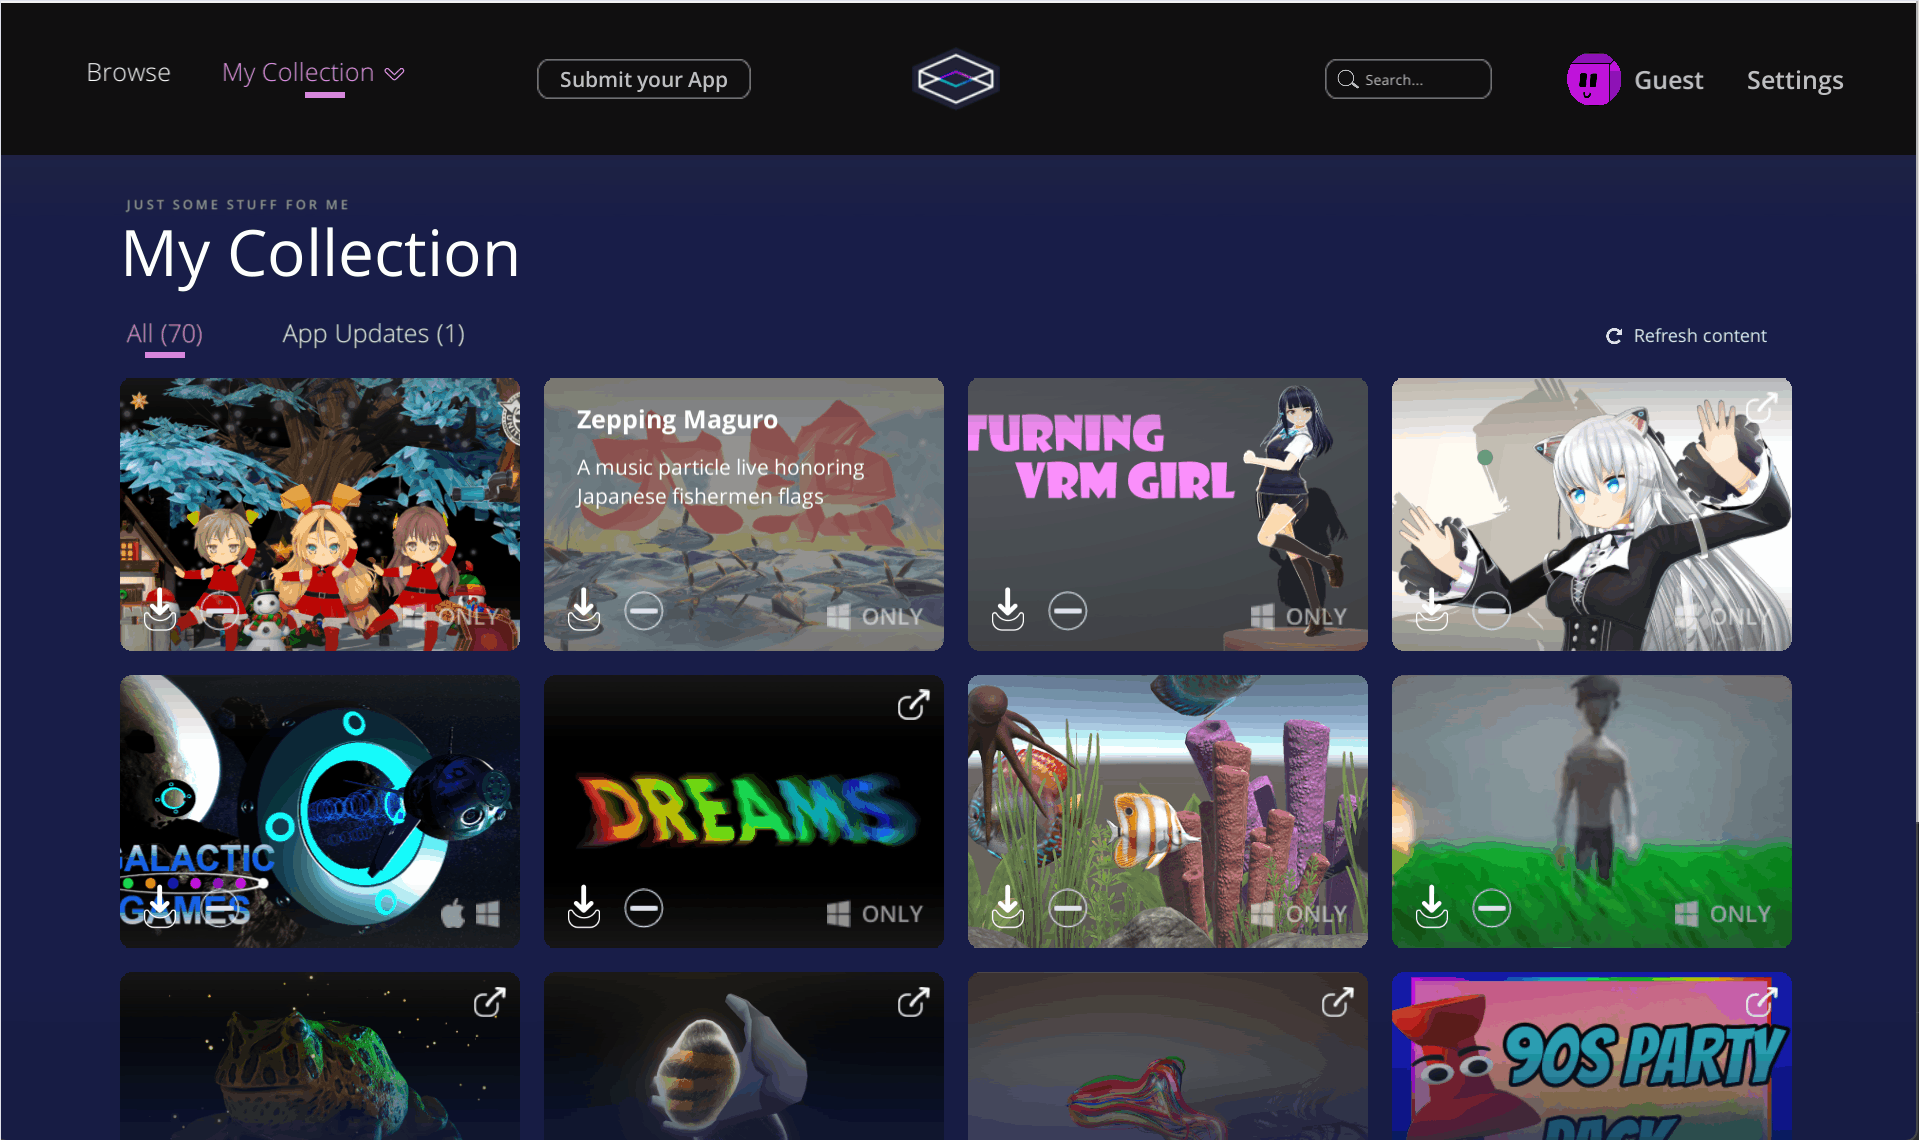 Browse
My Collection
Submit your App
Search...
Guest
Settings
JUST SOME STUFF FOR ME
My Collection
All (70)
App Updates (1)
Refresh content
ONLY
Zepping Maguro
A music particle live honoring
Japanese fishermen flags
大漁
ONLY
TURNING
VRM GIRL
ONLY
ONLY
GALACTIC
GAMES
DREAMS
ONLY
ONLY
ONLY
90S PARTY
PACK